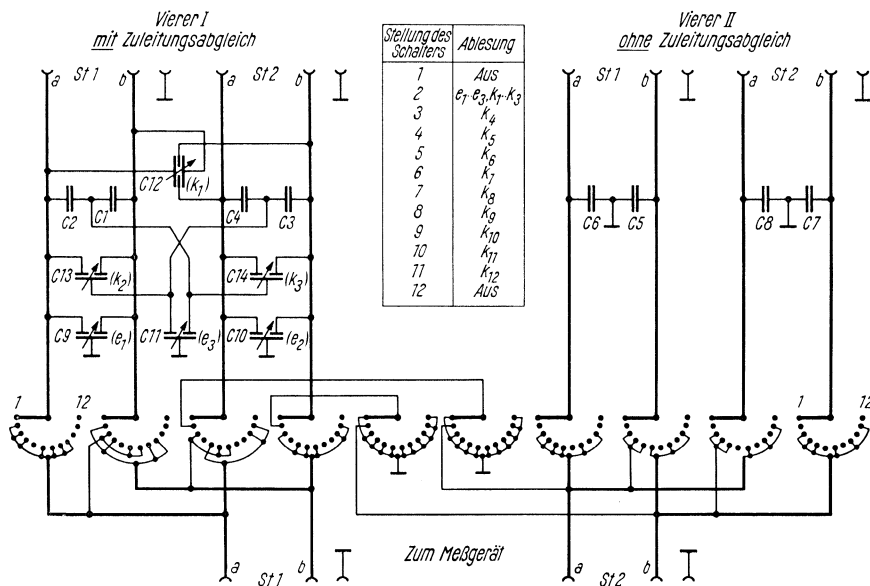 Vierer I
mit Zuleitungsabgleich
Vierer II
ohne Zuleitungsabgleich
a St 1 b
a St 2 b
a St 1 b
a St 2 b
Stellung des Schalters Ablesung
1 Aus
2 e₁..e₃,k₁..k₃
3 k₄
4 k₅
5 k₆
6 k₇
7 k₈
8 k₉
9 k₁₀
10 k₁₁
11 k₁₂
12 Aus
C12 (k₁)
C2 C1 C4 C3
C6 C5 C8 C7
C13 (k₂) C14 (k₃)
C9 (e₁) C11 (e₃) C10 (e₂)
1 12
1 12
Zum Meßgerät
a b
St 1
a b
St 2